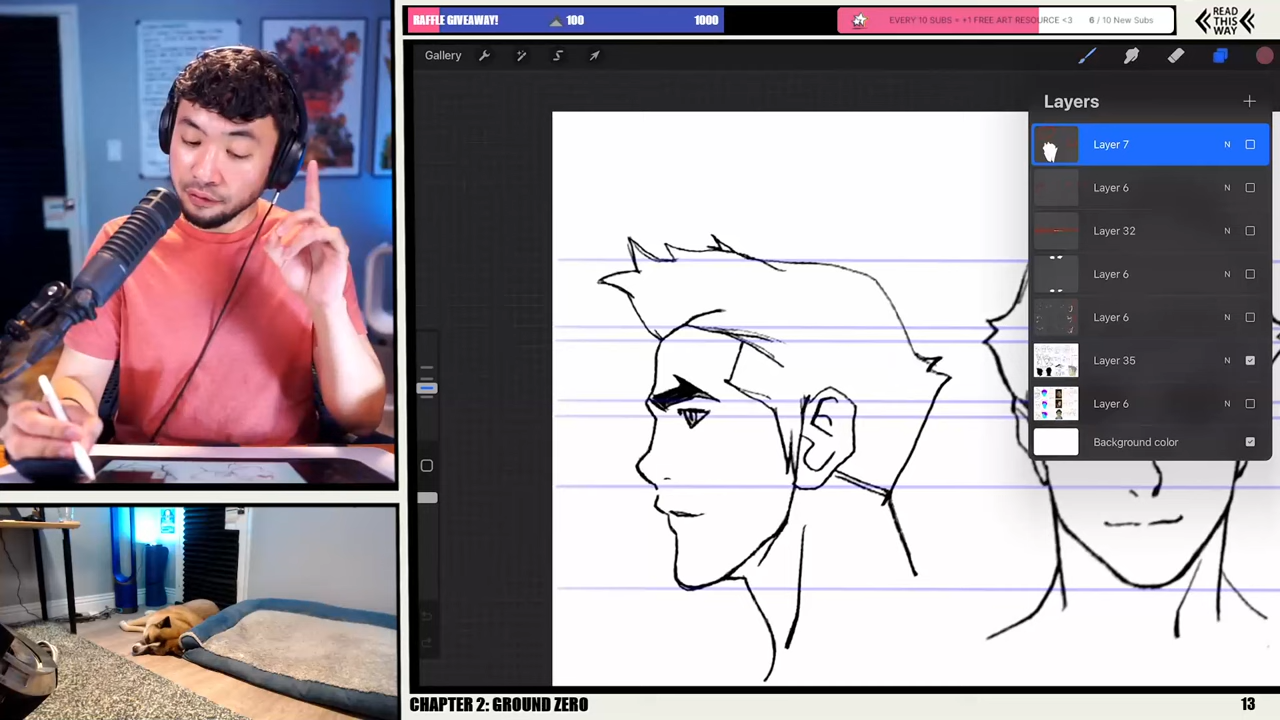 RAFFLE GIVEAWAY!
100
1000
EVERY 10 SUBS = +1 FREE ART RESOURCE <3
6 / 10 New Subs
READ
THIS
WAY
Gallery
Layers
Layer 7
N
Layer 6
N
Layer 32
N
Layer 6
N
Layer 6
N
Layer 35
N
Layer 6
N
Background color
CHAPTER 2: GROUND ZERO
13